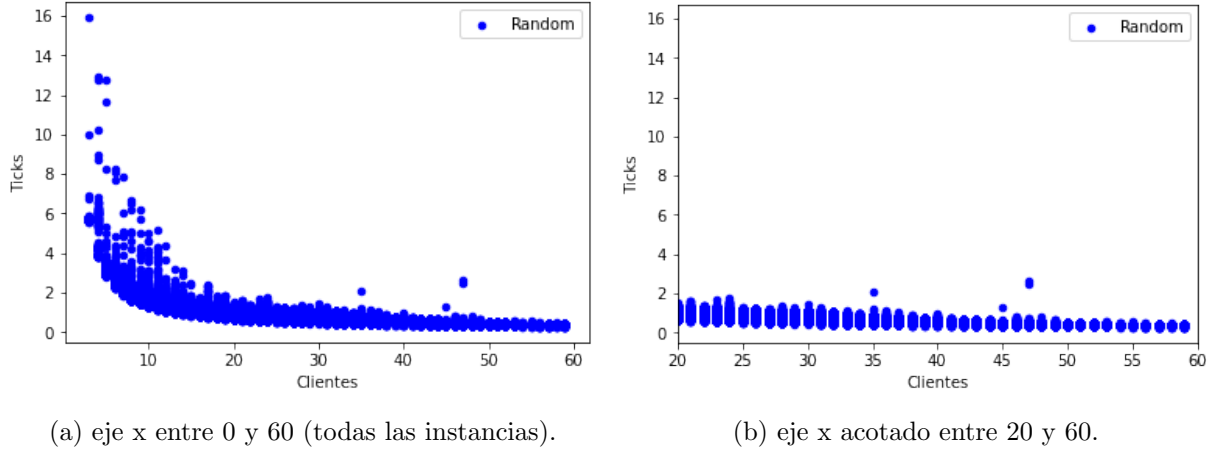 16
14
12
10
8
6
4
2
0
Ticks
Random
10 20 30 40 50 60
Clientes
(a) eje x entre 0 y 60 (todas las instancias).
16
14
12
10
8
6
4
2
0
Ticks
Random
20 25 30 35 40 45 50 55 60
Clientes
(b) eje x acotado entre 20 y 60.